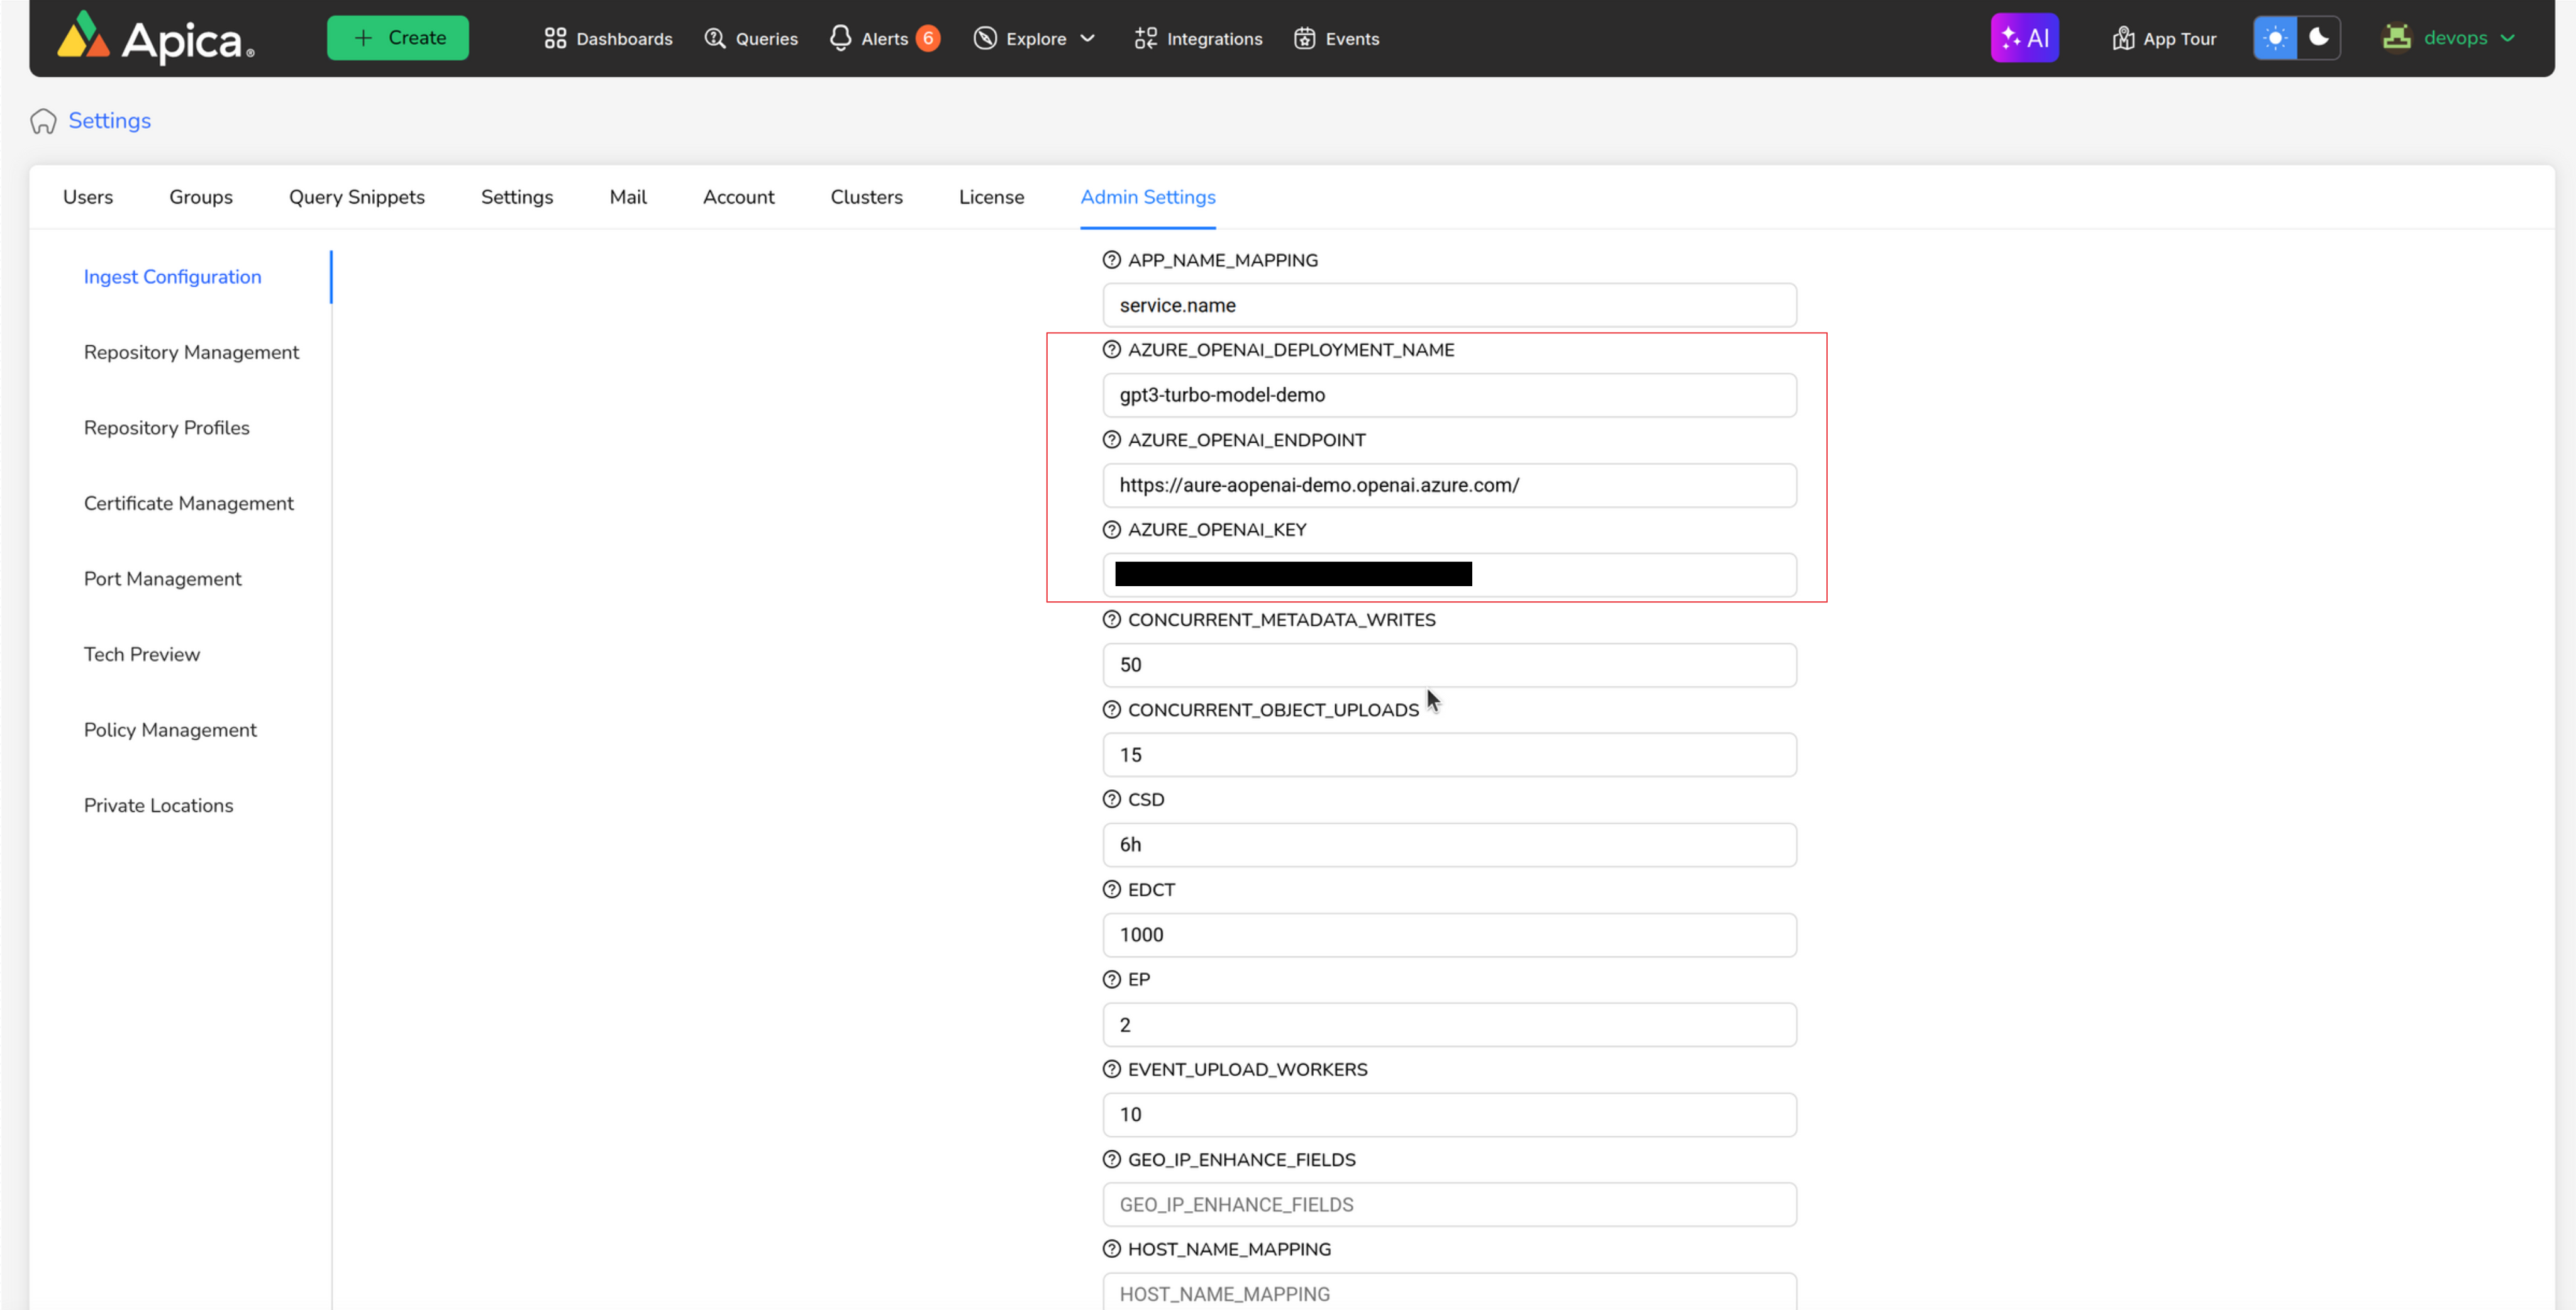 Apica®
Create
Dashboards
Queries
Alerts 6
Explore
Integrations
Events
AI
App Tour
devops
Settings
Users
Groups
Query Snippets
Settings
Mail
Account
Clusters
License
Admin Settings
Ingest Configuration
Repository Management
Repository Profiles
Certificate Management
Port Management
Tech Preview
Policy Management
Private Locations
APP_NAME_MAPPING
service.name
AZURE_OPENAI_DEPLOYMENT_NAME
gpt3-turbo-model-demo
AZURE_OPENAI_ENDPOINT
https://aure-aopenai-demo.openai.azure.com/
AZURE_OPENAI_KEY
CONCURRENT_METADATA_WRITES
50
CONCURRENT_OBJECT_UPLOADS
15
CSD
6h
EDCT
1000
EP
2
EVENT_UPLOAD_WORKERS
10
GEO_IP_ENHANCE_FIELDS
GEO_IP_ENHANCE_FIELDS
HOST_NAME_MAPPING
HOST_NAME_MAPPING